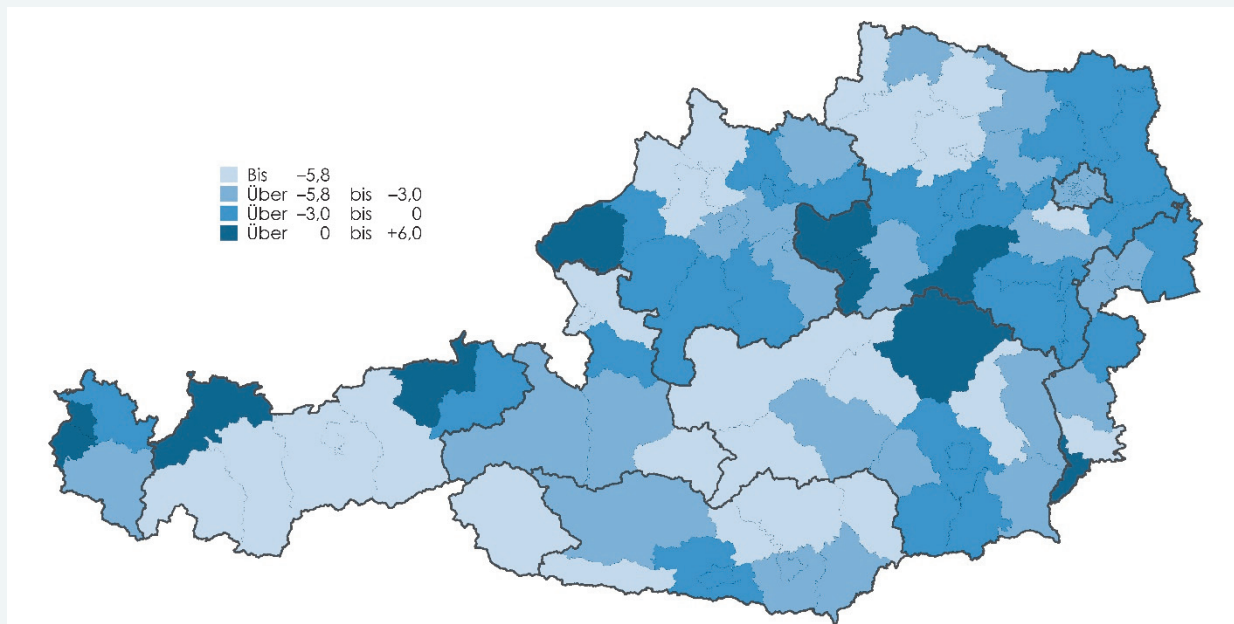 Bis –5,8
Über –5,8 bis –3,0
Über –3,0 bis 0
Über 0 bis +6,0